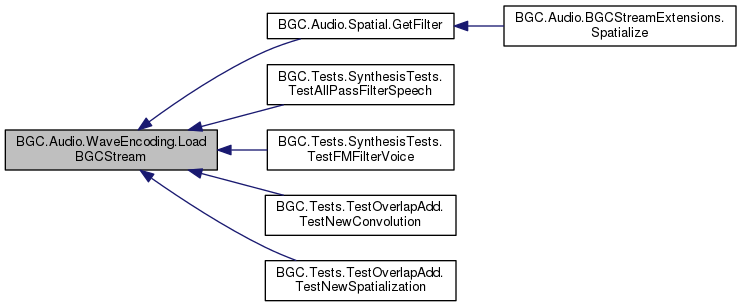 BGC.Audio.Spatial.GetFilter
BGC.Audio.BGCStreamExtensions.
Spatialize
BGC.Tests.SynthesisTests.
TestAllPassFilterSpeech
BGC.Audio.WaveEncoding.Load
BGCStream
BGC.Tests.SynthesisTests.
TestFMFilterVoice
BGC.Tests.TestOverlapAdd.
TestNewConvolution
BGC.Tests.TestOverlapAdd.
TestNewSpatialization